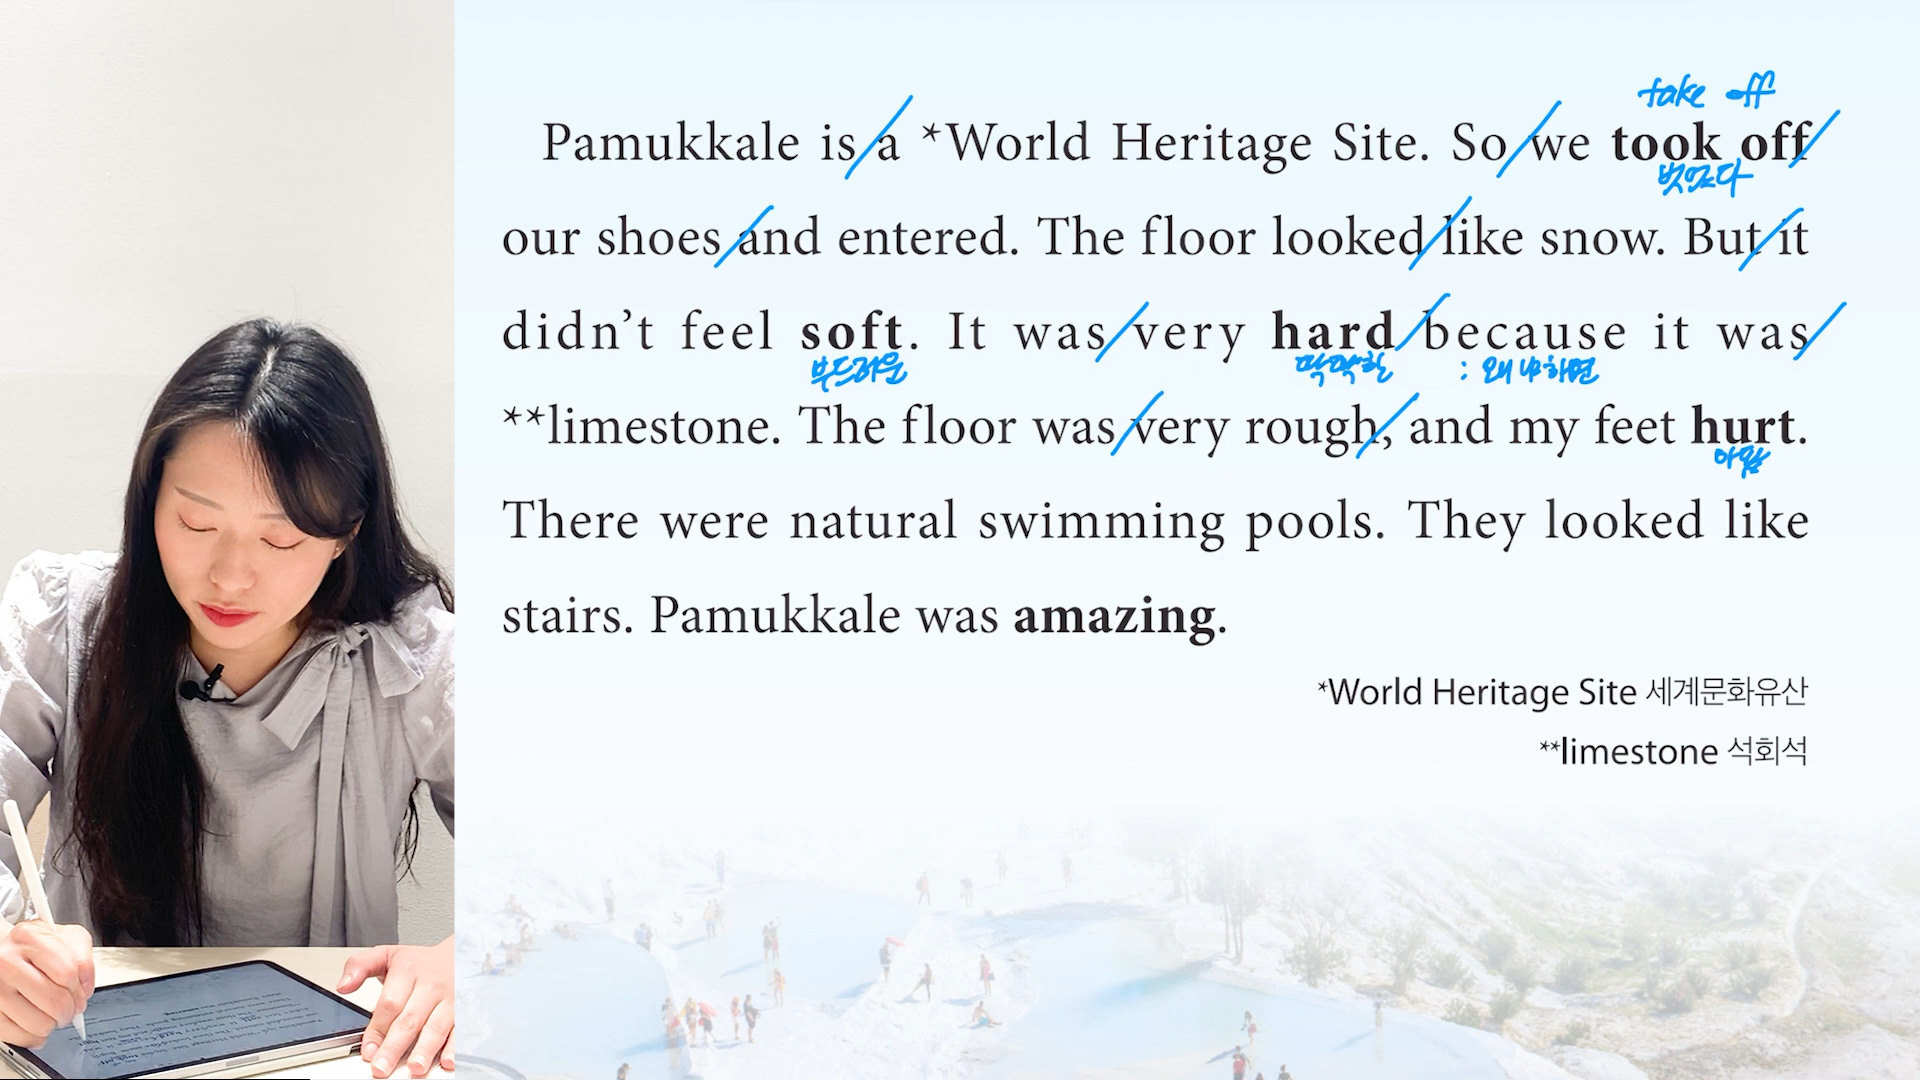 take off
Pamukkale is a *World Heritage Site. So we took off
벗었다
our shoes and entered. The floor looked like snow. But it
didn't feel soft. It was very hard because it was
부드러운 딱딱한 : 왜냐하면
**limestone. The floor was very rough, and my feet hurt.
There were natural swimming pools. They looked like
stairs. Pamukkale was amazing.
*World Heritage Site 세계문화유산
**limestone 석회석